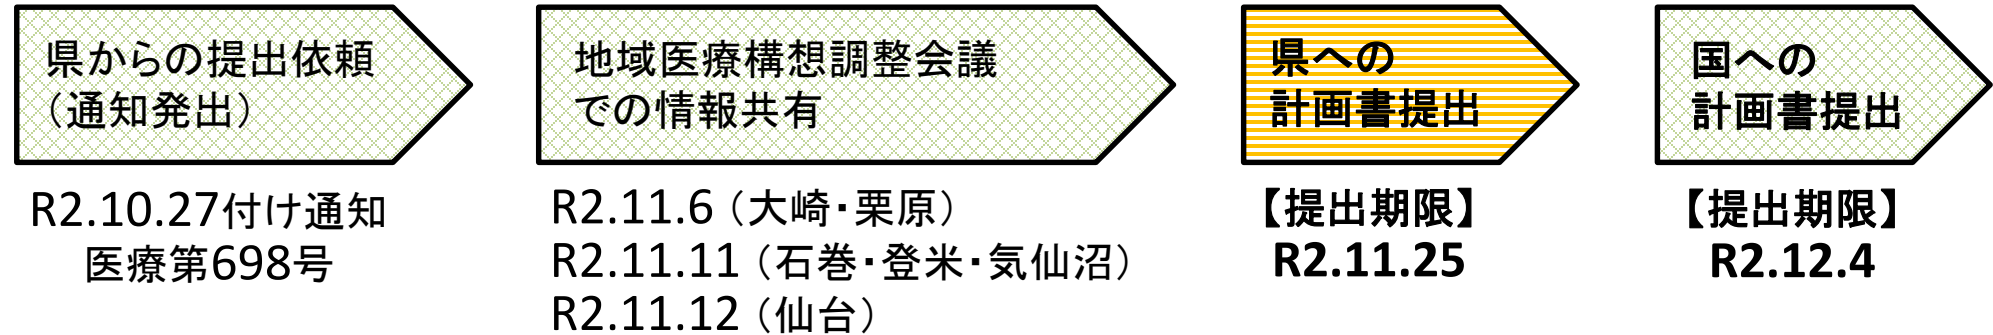 県からの提出依頼
（通知発出）
R2.10.27付け通知
医療第698号
地域医療構想調整会議
での情報共有
R2.11.6（大崎・栗原）
R2.11.11（石巻・登米・気仙沼）
R2.11.12（仙台）
県への
計画書提出
【提出期限】
R2.11.25
国への
計画書提出
【提出期限】
R2.12.4